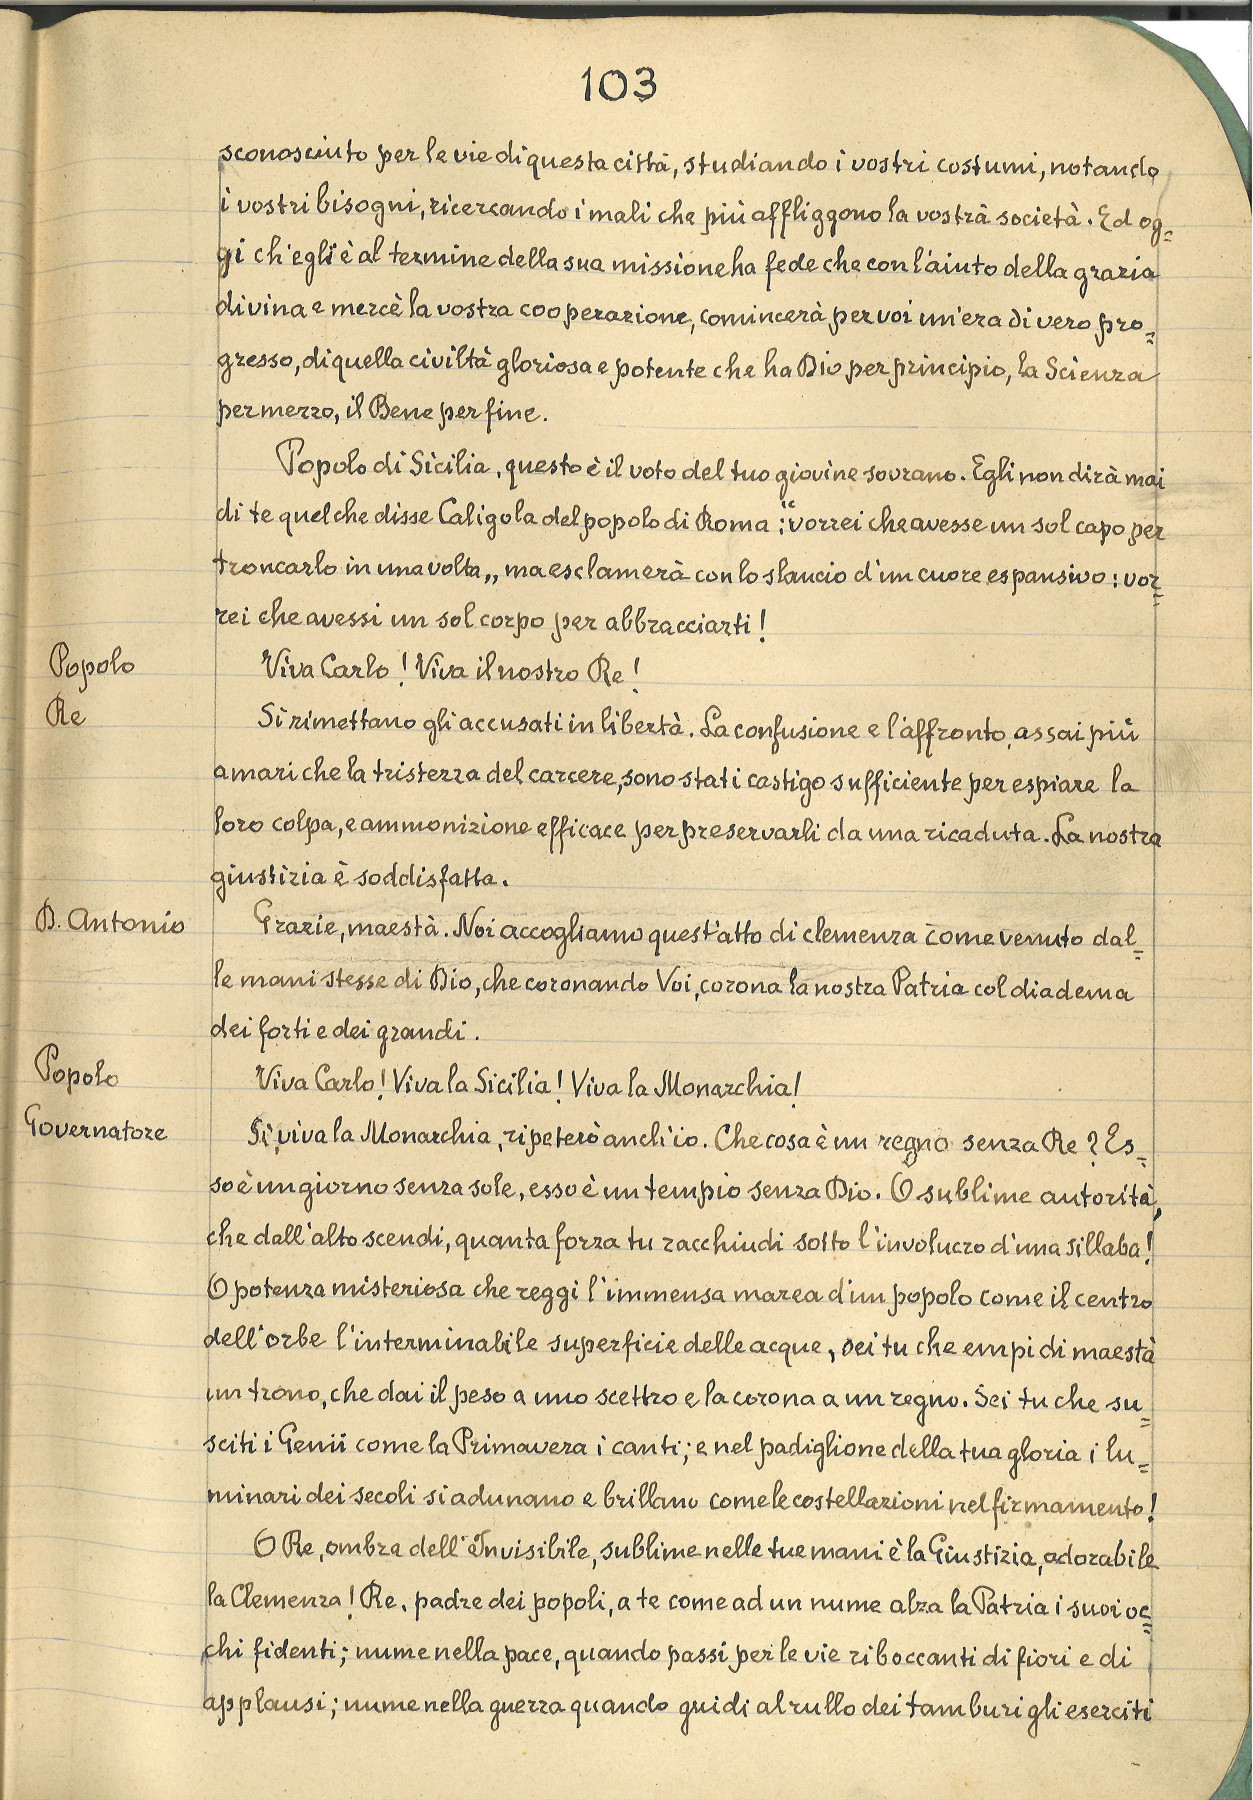 103
sconosciuto per le vie di questa città, studiando i vostri costumi, notando
i vostri bisogni, ricercando i mali che più affliggono la vostra società. Ed og=
gi ch'egli è al termine della sua missione ha fede che con l'aiuto della grazia
divina e mercè la vostra cooperazione, comincerà per voi un'era di vero pro=
gresso, di quella civiltà gloriosa e potente che ha Dio per principio, la Scienza
per mezzo, il Bene per fine.
Popolo di Sicilia, questo è il voto del tuo giovine sovrano. Egli non dirà mai
di te quel che disse Caligola del popolo di Roma: "vorrei che avesse un sol capo per
troncarlo in una volta„ ma esclamerà con lo slancio d'un cuore espansivo: vor=
rei che avessi un sol corpo per abbracciarti!
Popolo Viva Carlo! Viva il nostro Re!
Re Si rimettano gli accusati in libertà. La confusione e l'affronto, assai più
amari che la tristezza del carcere, sono stati castigo sufficiente per espiare la
loro colpa, e ammonizione efficace per preservarli da una ricaduta. La nostra
giustizia è soddisfatta.
D. Antonio Grazie, maestà. Noi accogliamo quest'atto di clemenza come venuto dal=
le mani stesse di Dio, che coronando Voi, corona la nostra Patria col diadema
dei forti e dei grandi.
Popolo Viva Carlo! Viva la Sicilia! Viva la Monarchia!
Governatore Si, viva la Monarchia, ripeterò anch'io. Che cosa è un regno senza Re? Es=
so è un giorno senza sole, esso è un tempio senza Dio. O sublime autorità,
che dall'alto scendi, quanta forza tu racchiudi sotto l'involucro d'una sillaba!
O potenza misteriosa che reggi l'immensa marea d'un popolo come il centro
dell'orbe l'interminabile superficie delle acque, sei tu che empi di maestà
un trono, che dai il peso a uno scettro e la corona a un regno. Sei tu che su=
sciti i Genii come la Primavera i canti; e nel padiglione della tua gloria i lu=
minari dei secoli si adunano e brillano come le costellazioni nel firmamento!
O Re, ombra dell'Invisibile, sublime nelle tue mani è la Giustizia, adorabile
la Clemenza! Re, padre dei popoli, a te come ad un nume alza la Patria i suoi oc=
chi fidenti; nume nella pace, quando passi per le vie riboccanti di fiori e di
applausi; nume nella guerra quando guidi al rullo dei tamburi gli eserciti